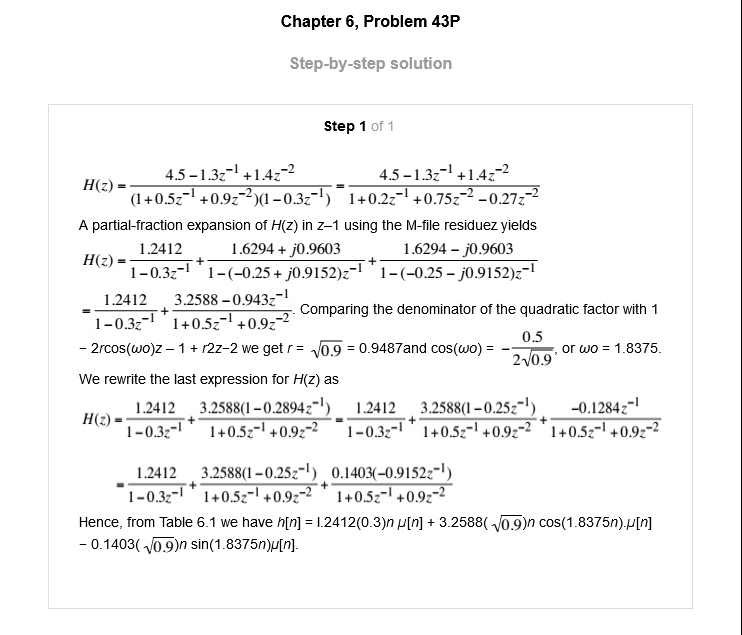 Chapter 6, Problem 43P
Step-by-step solution
Step 1 of 1
H(z) = \frac{4.5 − 1.3z^{−1} + 1.4z^{−2}}{(1 + 0.5z^{−1} + 0.9z^{−2})(1 − 0.3z^{−1})} = \frac{4.5 − 1.3z^{−1} + 1.4z^{−2}}{1 + 0.2z^{−1} + 0.75z^{−2} − 0.27z^{−2}}
A partial-fraction expansion of H(z) in z–1 using the M-file residuez yields
H(z) = \frac{1.2412}{1 − 0.3z^{−1}} + \frac{1.6294 + j0.9603}{1 − (−0.25 + j0.9152)z^{−1}} + \frac{1.6294 − j0.9603}{1 − (−0.25 − j0.9152)z^{−1}}
= \frac{1.2412}{1 − 0.3z^{−1}} + \frac{3.2588 − 0.943z^{−1}}{1 + 0.5z^{−1} + 0.9z^{−2}}. Comparing the denominator of the quadratic factor with 1
− 2rcos(ωo)z – 1 + r2z–2 we get r = \sqrt{0.9} = 0.9487and cos(ωo) = −\frac{0.5}{2\sqrt{0.9}}, or ωo = 1.8375.
We rewrite the last expression for H(z) as
H(z) = \frac{1.2412}{1 − 0.3z^{−1}} + \frac{3.2588(1 − 0.2894z^{−1})}{1 + 0.5z^{−1} + 0.9z^{−2}} = \frac{1.2412}{1 − 0.3z^{−1}} + \frac{3.2588(1 − 0.25z^{−1})}{1 + 0.5z^{−1} + 0.9z^{−2}} + \frac{−0.1284z^{−1}}{1 + 0.5z^{−1} + 0.9z^{−2}}
= \frac{1.2412}{1 − 0.3z^{−1}} + \frac{3.2588(1 − 0.25z^{−1})}{1 + 0.5z^{−1} + 0.9z^{−2}} + \frac{0.1403(−0.9152z^{−1})}{1 + 0.5z^{−1} + 0.9z^{−2}}
Hence, from Table 6.1 we have h[n] = l.2412(0.3)n μ[n] + 3.2588( \sqrt{0.9})n cos(1.8375n).μ[n]
− 0.1403( \sqrt{0.9})n sin(1.8375n)μ[n].